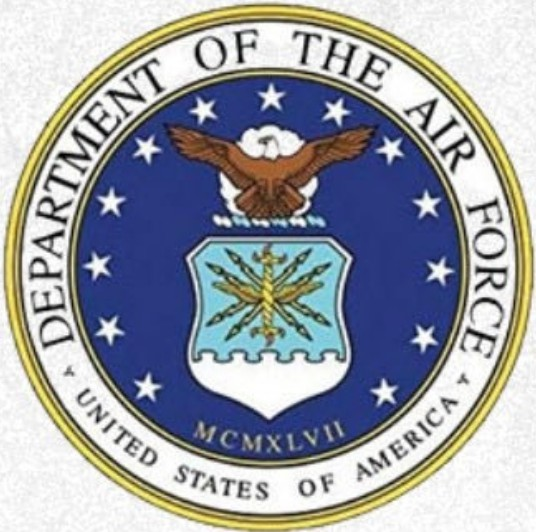 DEPARTMENT OF THE AIR FORCE
MCMXLVII
UNITED STATES OF AMERICA